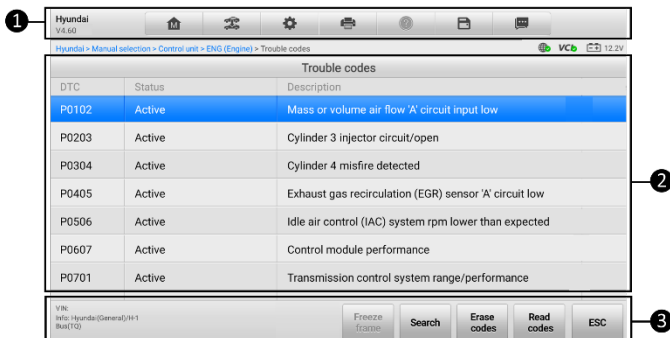 Hyundai
V4.60
1
Hyundai > Manual selection > Control unit > ENG (Engine) > Trouble codes
VCI 12.2V
Trouble codes
DTC Status Description
P0102 Active Mass or volume air flow 'A' circuit input low
P0203 Active Cylinder 3 injector circuit/open
P0304 Active Cylinder 4 misfire detected
2
P0405 Active Exhaust gas recirculation (EGR) sensor 'A' circuit low
P0506 Active Idle air control (IAC) system rpm lower than expected
P0607 Active Control module performance
P0701 Active Transmission control system range/performance
VIN:
Info: Hyundai(General)/H-1
Bus(TQ)
Freeze frame
Search
Erase codes
Read codes
ESC
3